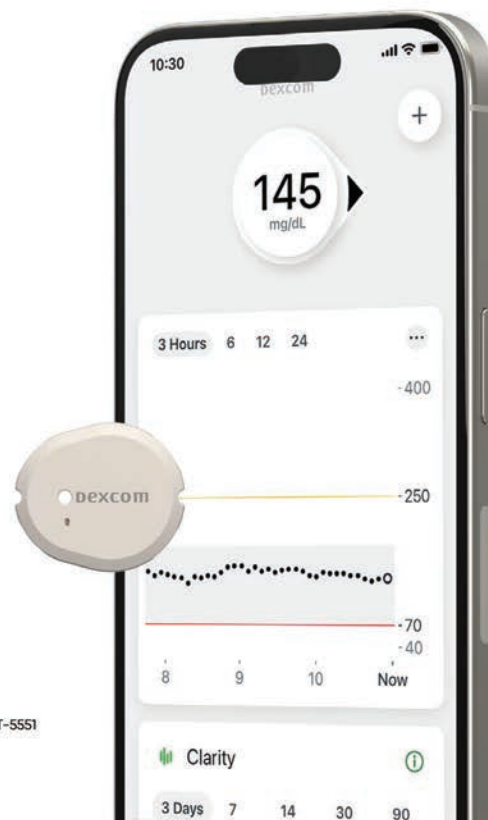 10:30
Dexcom
+
145
mg/dL
3 Hours 6 12 24
...
-400
Dexcom
-250
-70
-40
8 9 10 Now
T-5551
Clarity
3 Days 7 14 30 90